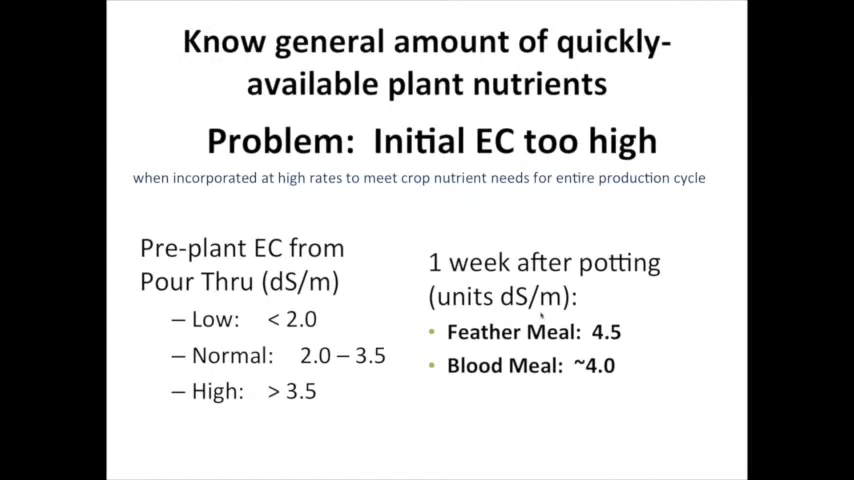 Know general amount of quickly-
available plant nutrients
Problem: Initial EC too high
when incorporated at high rates to meet crop nutrient needs for entire production cycle
Pre-plant EC from
Pour Thru (dS/m)
– Low: < 2.0
– Normal: 2.0 – 3.5
– High: > 3.5
1 week after potting
(units dS/m):
• Feather Meal: 4.5
• Blood Meal: ~4.0